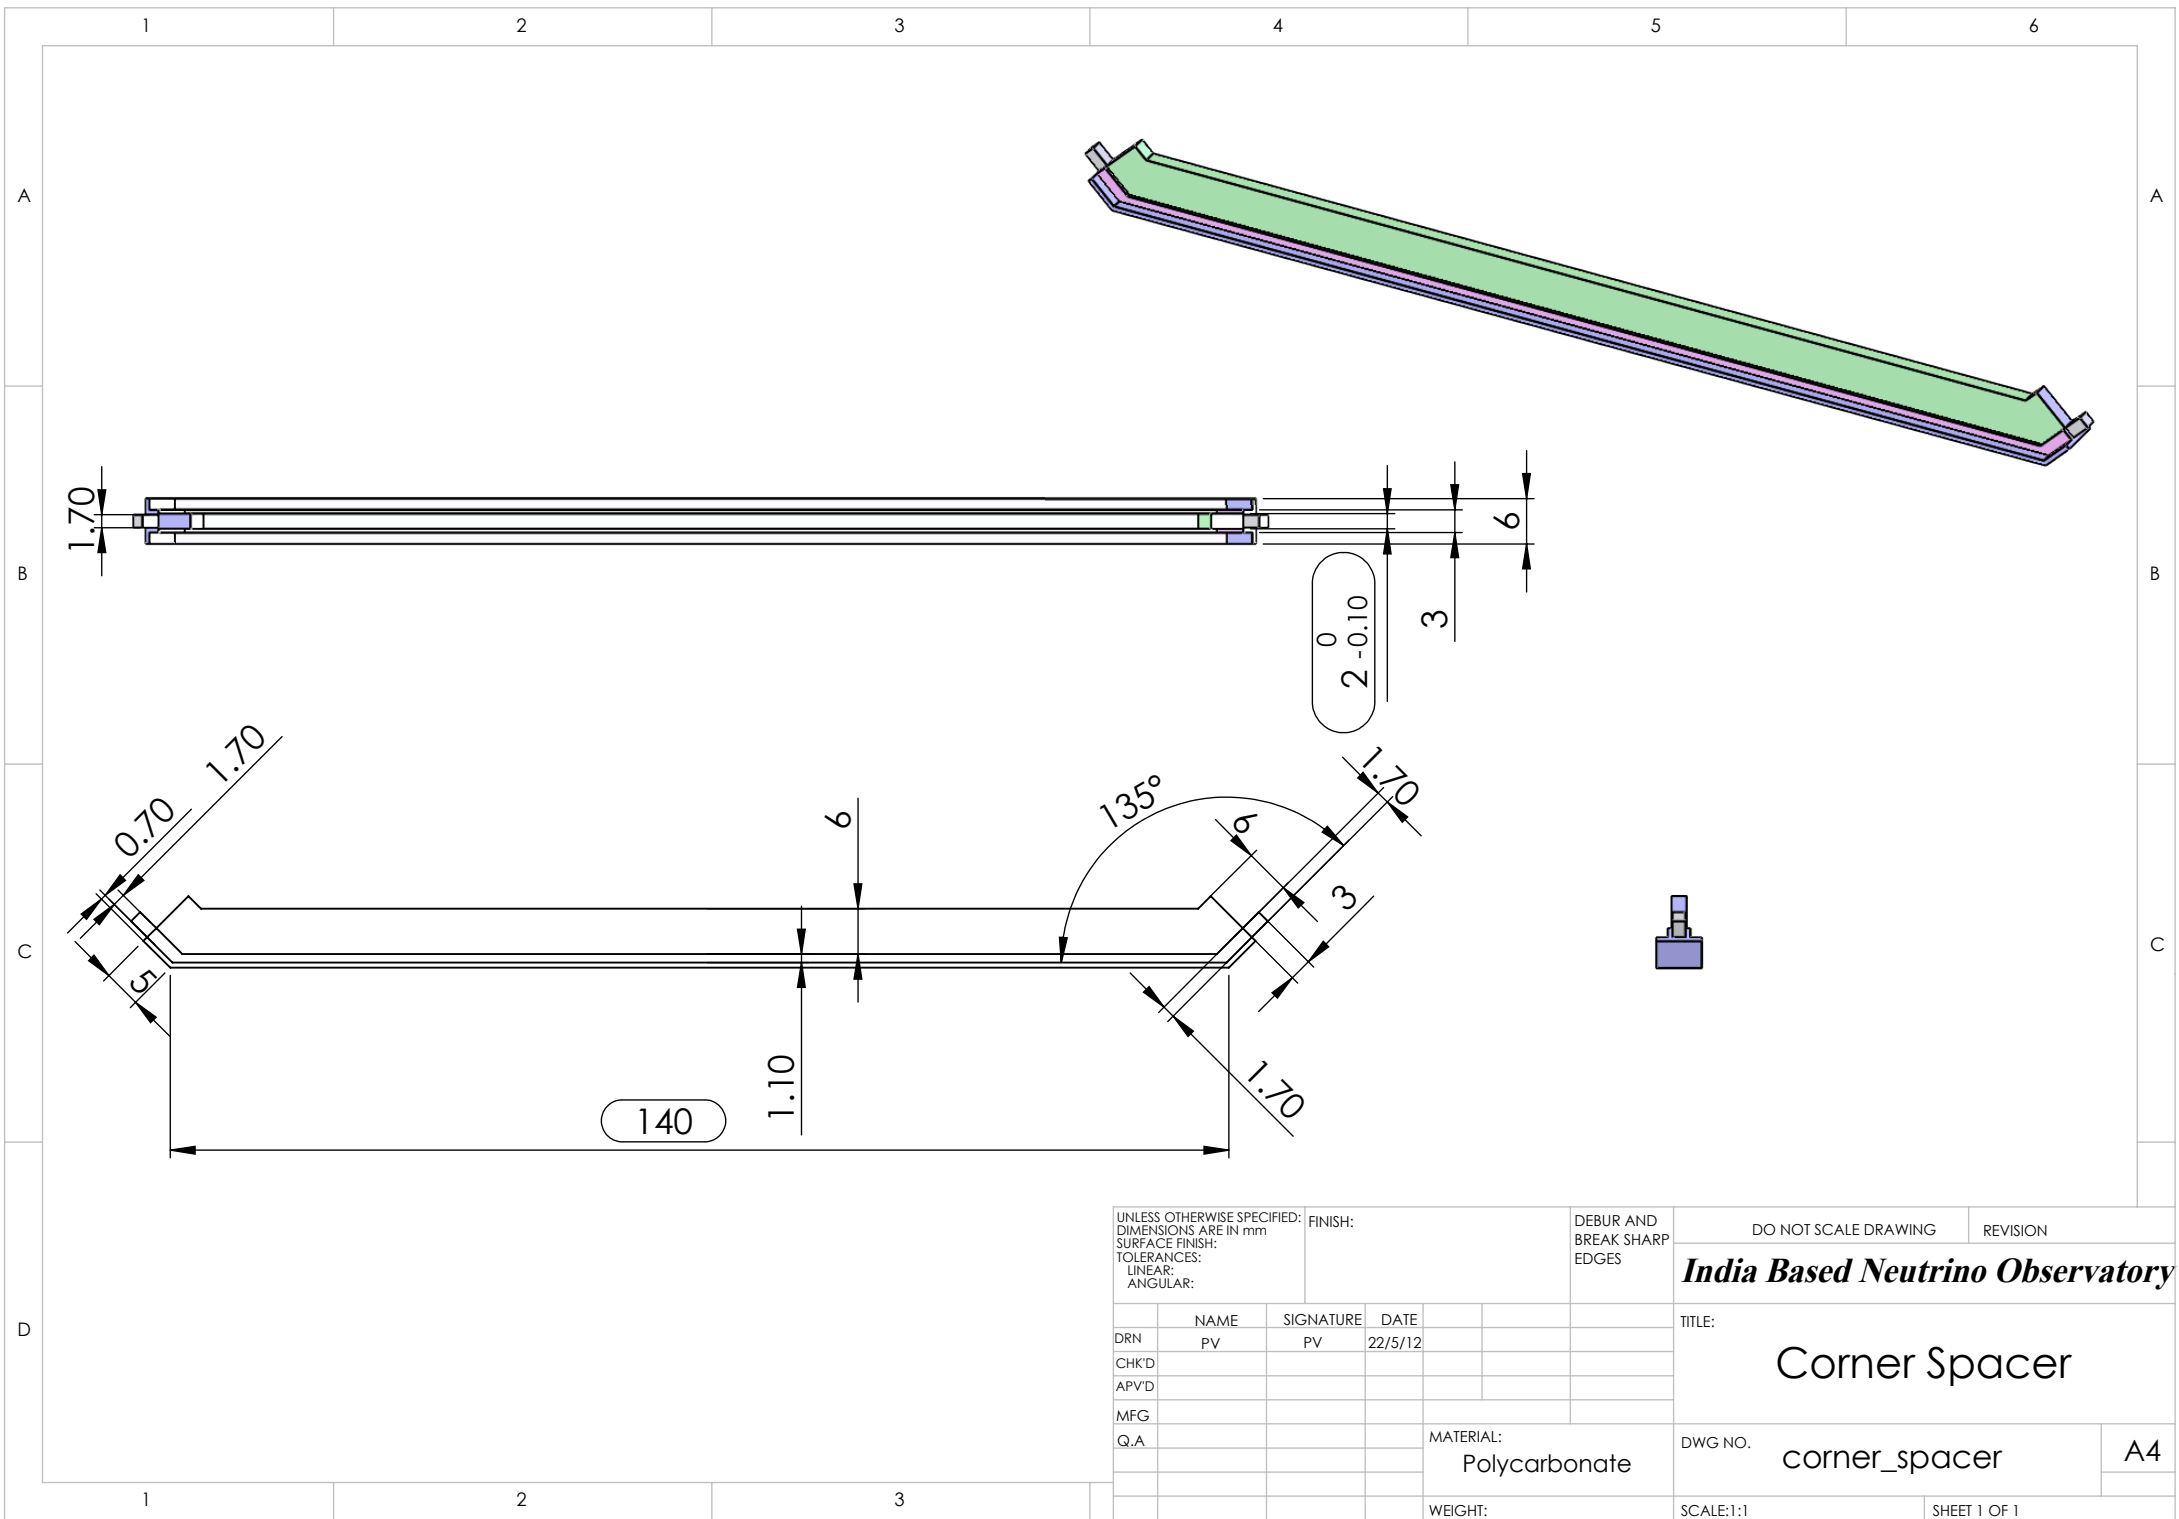 1 2 3 4 5 6
A A
1.70
6
B B
3
0
2 -0.10
1.70
0.70
6
135°
6
1.70
3
C C
5
1.10
140
1.70
UNLESS OTHERWISE SPECIFIED:
DIMENSIONS ARE IN mm
SURFACE FINISH:
TOLERANCES:
LINEAR:
ANGULAR:
FINISH:
DEBUR AND
BREAK SHARP
EDGES
DO NOT SCALE DRAWING
REVISION
India Based Neutrino Observatory
D
NAME SIGNATURE DATE
DRN PV PV 22/5/12
CHK'D
APV'D
MFG
Q.A
TITLE:
Corner Spacer
MATERIAL:
Polycarbonate
DWG NO.
corner_spacer
A4
WEIGHT:
SCALE:1:1
SHEET 1 OF 1
1 2 3